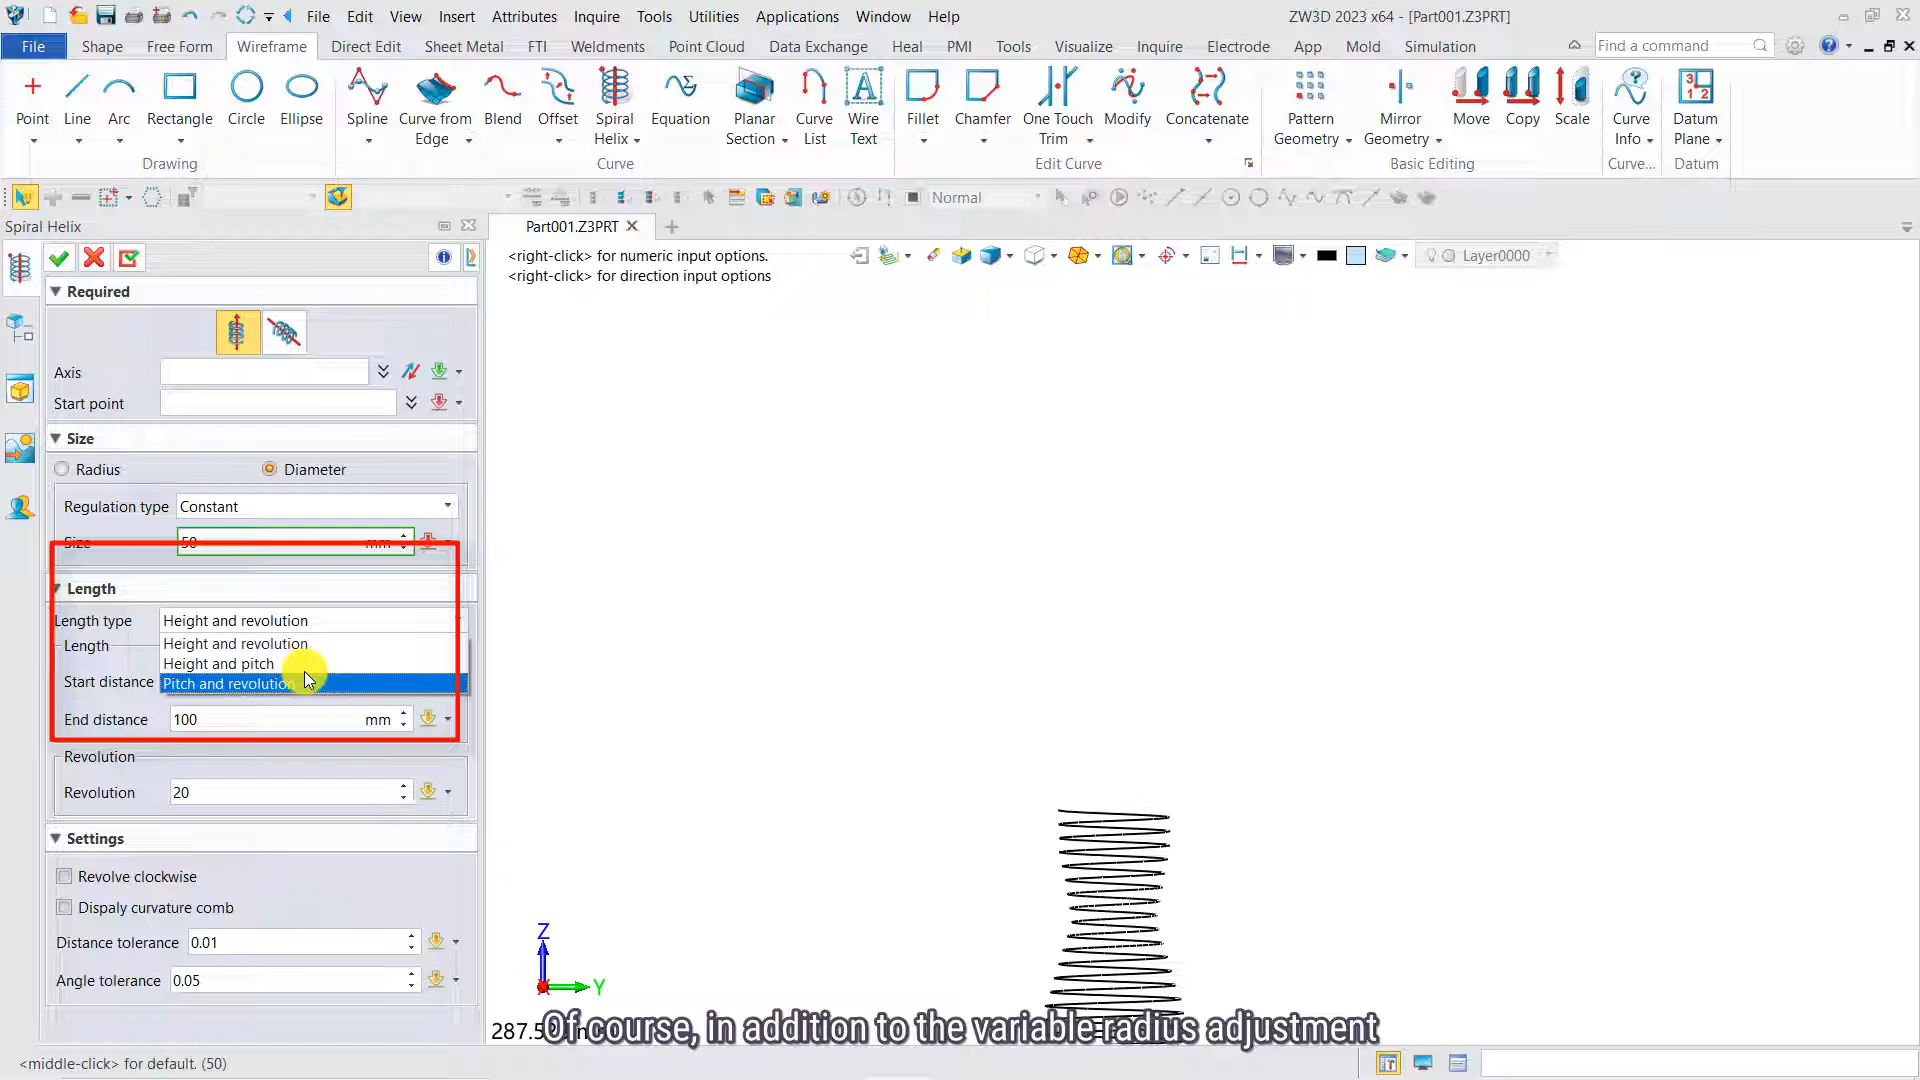 File Edit View Insert Attributes Inquire Tools Utilities Applications Window Help ZW3D 2023 x64 - [Part001.Z3PRT]
File Shape Free Form Wireframe Direct Edit Sheet Metal FTI Weldments Point Cloud Data Exchange Heal PMI Tools Visualize Inquire Electrode App Mold Simulation Find a command
Point Line Arc Rectangle Circle Ellipse Spline Curve from Edge Blend Offset Spiral Helix Equation Planar Section Curve List Wire Text Fillet Chamfer One Touch Trim Modify Concatenate Pattern Geometry Mirror Geometry Move Copy Scale Curve Info Datum Plane
Drawing Curve Edit Curve Basic Editing Curve... Datum
Normal
Spiral Helix Part001.Z3PRT
<right-click> for numeric input options.
<right-click> for direction input options
Layer0000
Required
Axis
Start point
Size
Radius Diameter
Regulation type Constant
Size 50 mm
Length
Length type Height and revolution
Height and revolution
Length
Height and pitch
Start distance Pitch and revolution
End distance 100 mm
Revolution
Revolution 20
Settings
Revolve clockwise
Dispaly curvature comb
Distance tolerance 0.01
Angle tolerance 0.05
Z
X Y
Of course, in addition to the variable radius adjustment
<middle-click> for default. (50)